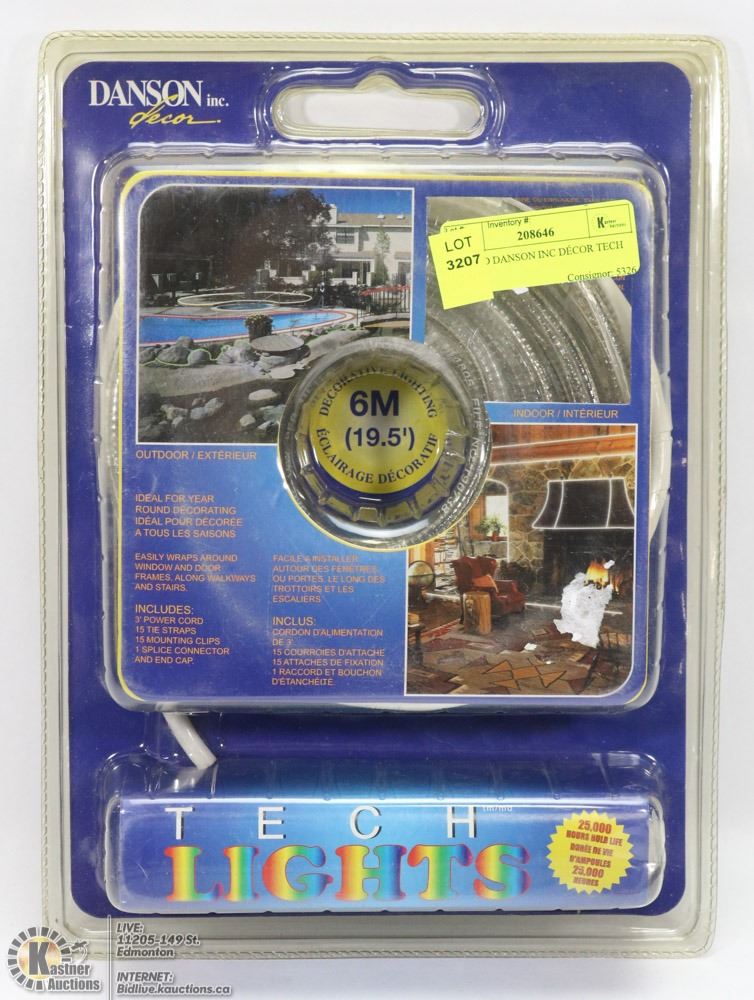 DANSON inc.
decor
Inventory #:
208646
Kastner
Auctions
LOT
3207
DANSON INC DÉCOR TECH
Consignor: 5326
DECORATIVE LIGHTING
6M
(19.5')
ÉCLAIRAGE DÉCORATIF
OUTDOOR / EXTÉRIEUR
INDOOR / INTÉRIEUR
IDEAL FOR YEAR
ROUND DECORATING
IDÉAL POUR DÉCORÉE
A TOUS LES SAISONS
EASILY WRAPS AROUND
WINDOW AND DOOR
FRAMES, ALONG WALKWAYS
AND STAIRS.
INCLUDES:
3' POWER CORD
15 TIE STRAPS
15 MOUNTING CLIPS
1 SPLICE CONNECTOR
AND END CAP.
FACILE À INSTALLER
AUTOUR DES FENÊTRES
OU PORTES, LE LONG DES
TROTTOIRS ET LES
ESCALIERS
INCLUS:
CORDON D'ALIMENTATION
DE 3'
15 COURROIES D'ATTACHE
15 ATTACHES DE FIXATION
1 RACCORD ET BOUCHON
D'ÉTANCHÉITÉ.
TECH tm/md
LIGHTS
25,000
HOURS BULB LIFE
DURÉE DE VIE
D'AMPOULES
25,000
HEURES
Kastner
Auctions
LIVE:
11205-149 St.
Edmonton
INTERNET:
Bidlive.kauctions.ca